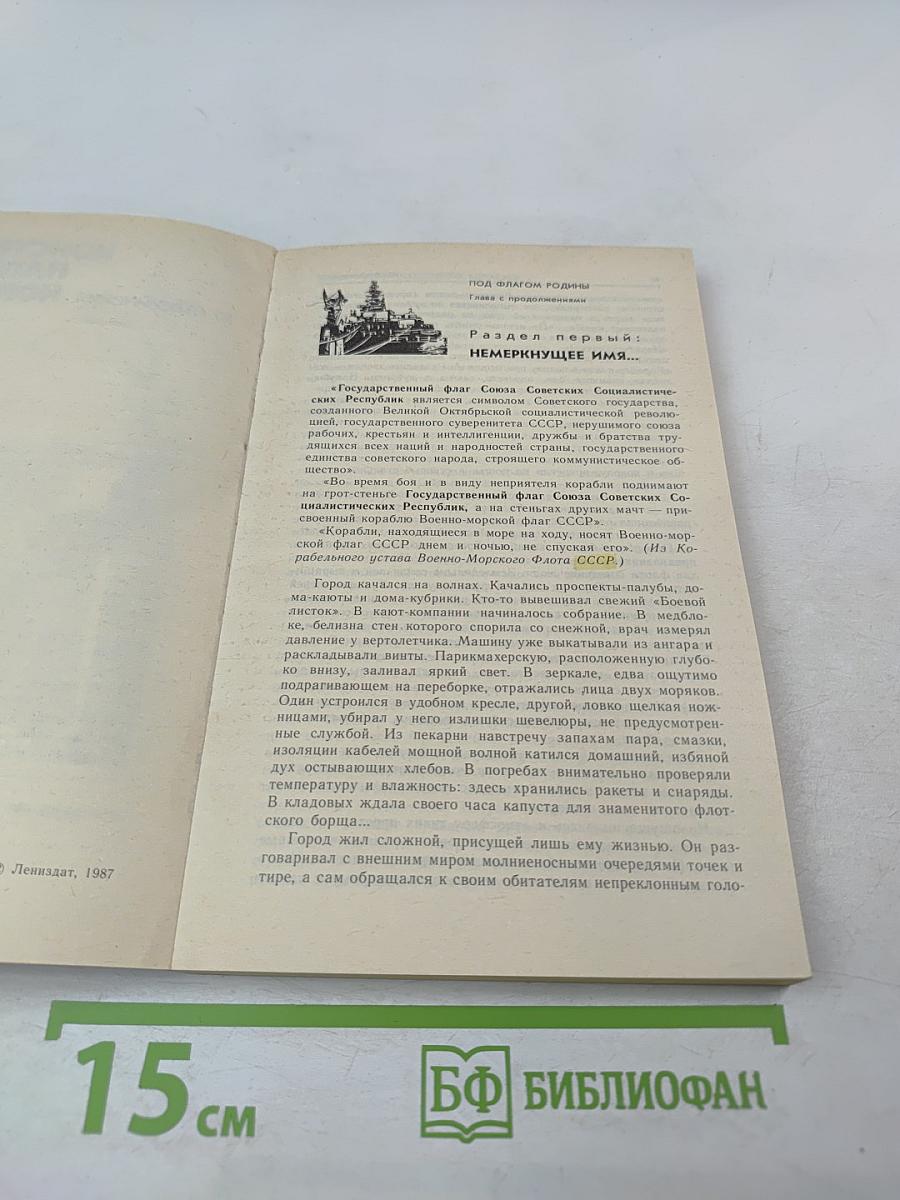 © Лениздат, 1987
ПОД ФЛАГОМ РОДИНЫ
Глава с продолжениями
Раздел первый:
НЕМЕРКНУЩЕЕ ИМЯ...
«Государственный флаг Союза Советских Социалистиче-
ских Республик является символом Советского государства,
созданного Великой Октябрьской социалистической револю-
цией, государственного суверенитета СССР, нерушимого союза
рабочих, крестьян и интеллигенции, дружбы и братства тру-
дящихся всех наций и народностей страны, государственного
единства советского народа, строящего коммунистическое об-
щество».
«Во время боя и в виду неприятеля корабли поднимают
на грот-стеньге Государственный флаг Союза Советских Со-
циалистических Республик, а на стеньгах других мачт — при-
своенный кораблю Военно-морской флаг СССР».
«Корабли, находящиеся в море на ходу, носят Военно-мор-
ской флаг СССР днем и ночью, не спуская его». (Из Ко-
рабельного устава Военно-Морского Флота СССР.)
Город качался на волнах. Качались проспекты-палубы, до-
ма-каюты и дома-кубрики. Кто-то вывешивал свежий «Боевой
листок». В кают-компании начиналось собрание. В медбло-
ке, белизна стен которого спорила со снежной, врач измерял
давление у вертолетчика. Машину уже выкатывали из ангара и
раскладывали винты. Парикмахерскую, расположенную глубо-
ко внизу, заливал яркий свет. В зеркале, едва ощутимо
подрагивающем на переборке, отражались лица двух моряков.
Один устроился в удобном кресле, другой, ловко щелкая нож-
ницами, убирал у него излишки шевелюры, не предусмотрен-
ные службой. Из пекарни навстречу запахам пара, смазки,
изоляции кабелей мощной волной катился домашний, избяной
дух остывающих хлебов. В погребах внимательно проверяли
температуру и влажность: здесь хранились ракеты и снаряды.
В кладовых ждала своего часа капуста для знаменитого флот-
ского борща...
Город жил сложной, присущей лишь ему жизнью. Он раз-
говаривал с внешним миром молниеносными очередями точек и
тире, а сам обращался к своим обитателям непреклонным голо-
15 см
БФ БИБЛИОФАН